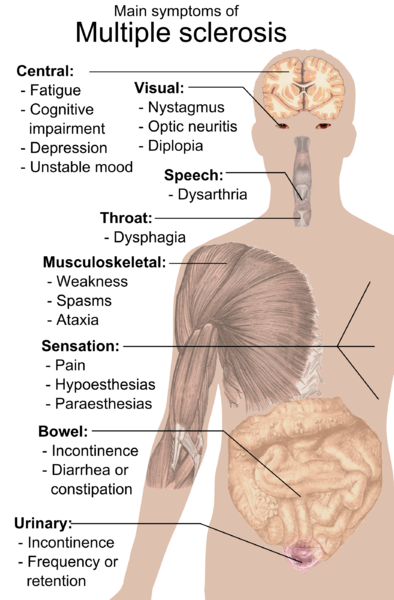 Main symptoms of
Multiple sclerosis
Central:
- Fatigue
- Cognitive
impairment
- Depression
- Unstable mood
Visual:
- Nystagmus
- Optic neuritis
- Diplopia
Speech:
- Dysarthria
Throat:
- Dysphagia
Musculoskeletal:
- Weakness
- Spasms
- Ataxia
Sensation:
- Pain
- Hypoesthesias
- Paraesthesias
Bowel:
- Incontinence
- Diarrhea or
constipation
Urinary:
- Incontinence
- Frequency or
retention